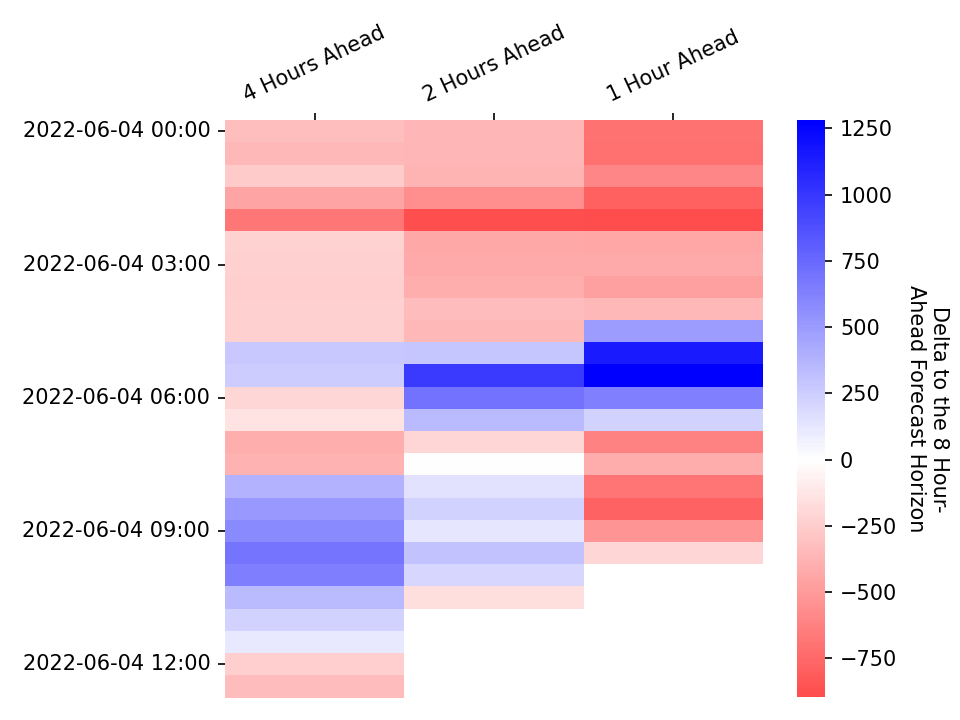 4 Hours Ahead
2 Hours Ahead
1 Hour Ahead
2022-06-04 00:00
2022-06-04 03:00
2022-06-04 06:00
2022-06-04 09:00
2022-06-04 12:00
1250
1000
750
500
250
0
−250
−500
−750
Delta to the 8 Hour-
Ahead Forecast Horizon